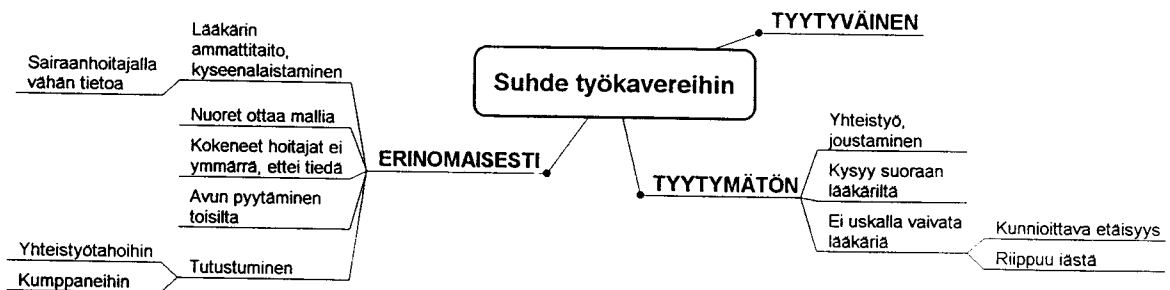 TYYTYVÄINEN
Suhde työkavereihin
Lääkärin
ammattitaito,
kyseenalaistaminen
Sairaanhoitajalla
vähän tietoa
Nuoret ottaa mallia
Kokeneet hoitajat ei
ymmärrä, ettei tiedä
Avun pyytäminen
toisilta
Tutustuminen
Yhteistyötahoihin
Kumppaneihin
ERINOMAISESTI
TYYTYMÄTÖN
Yhteistyö,
joustaminen
Kysyy suoraan
lääkäriltä
Ei uskalla vaivata
lääkäriä
Kunnioittava etäisyys
Riippuu iästä